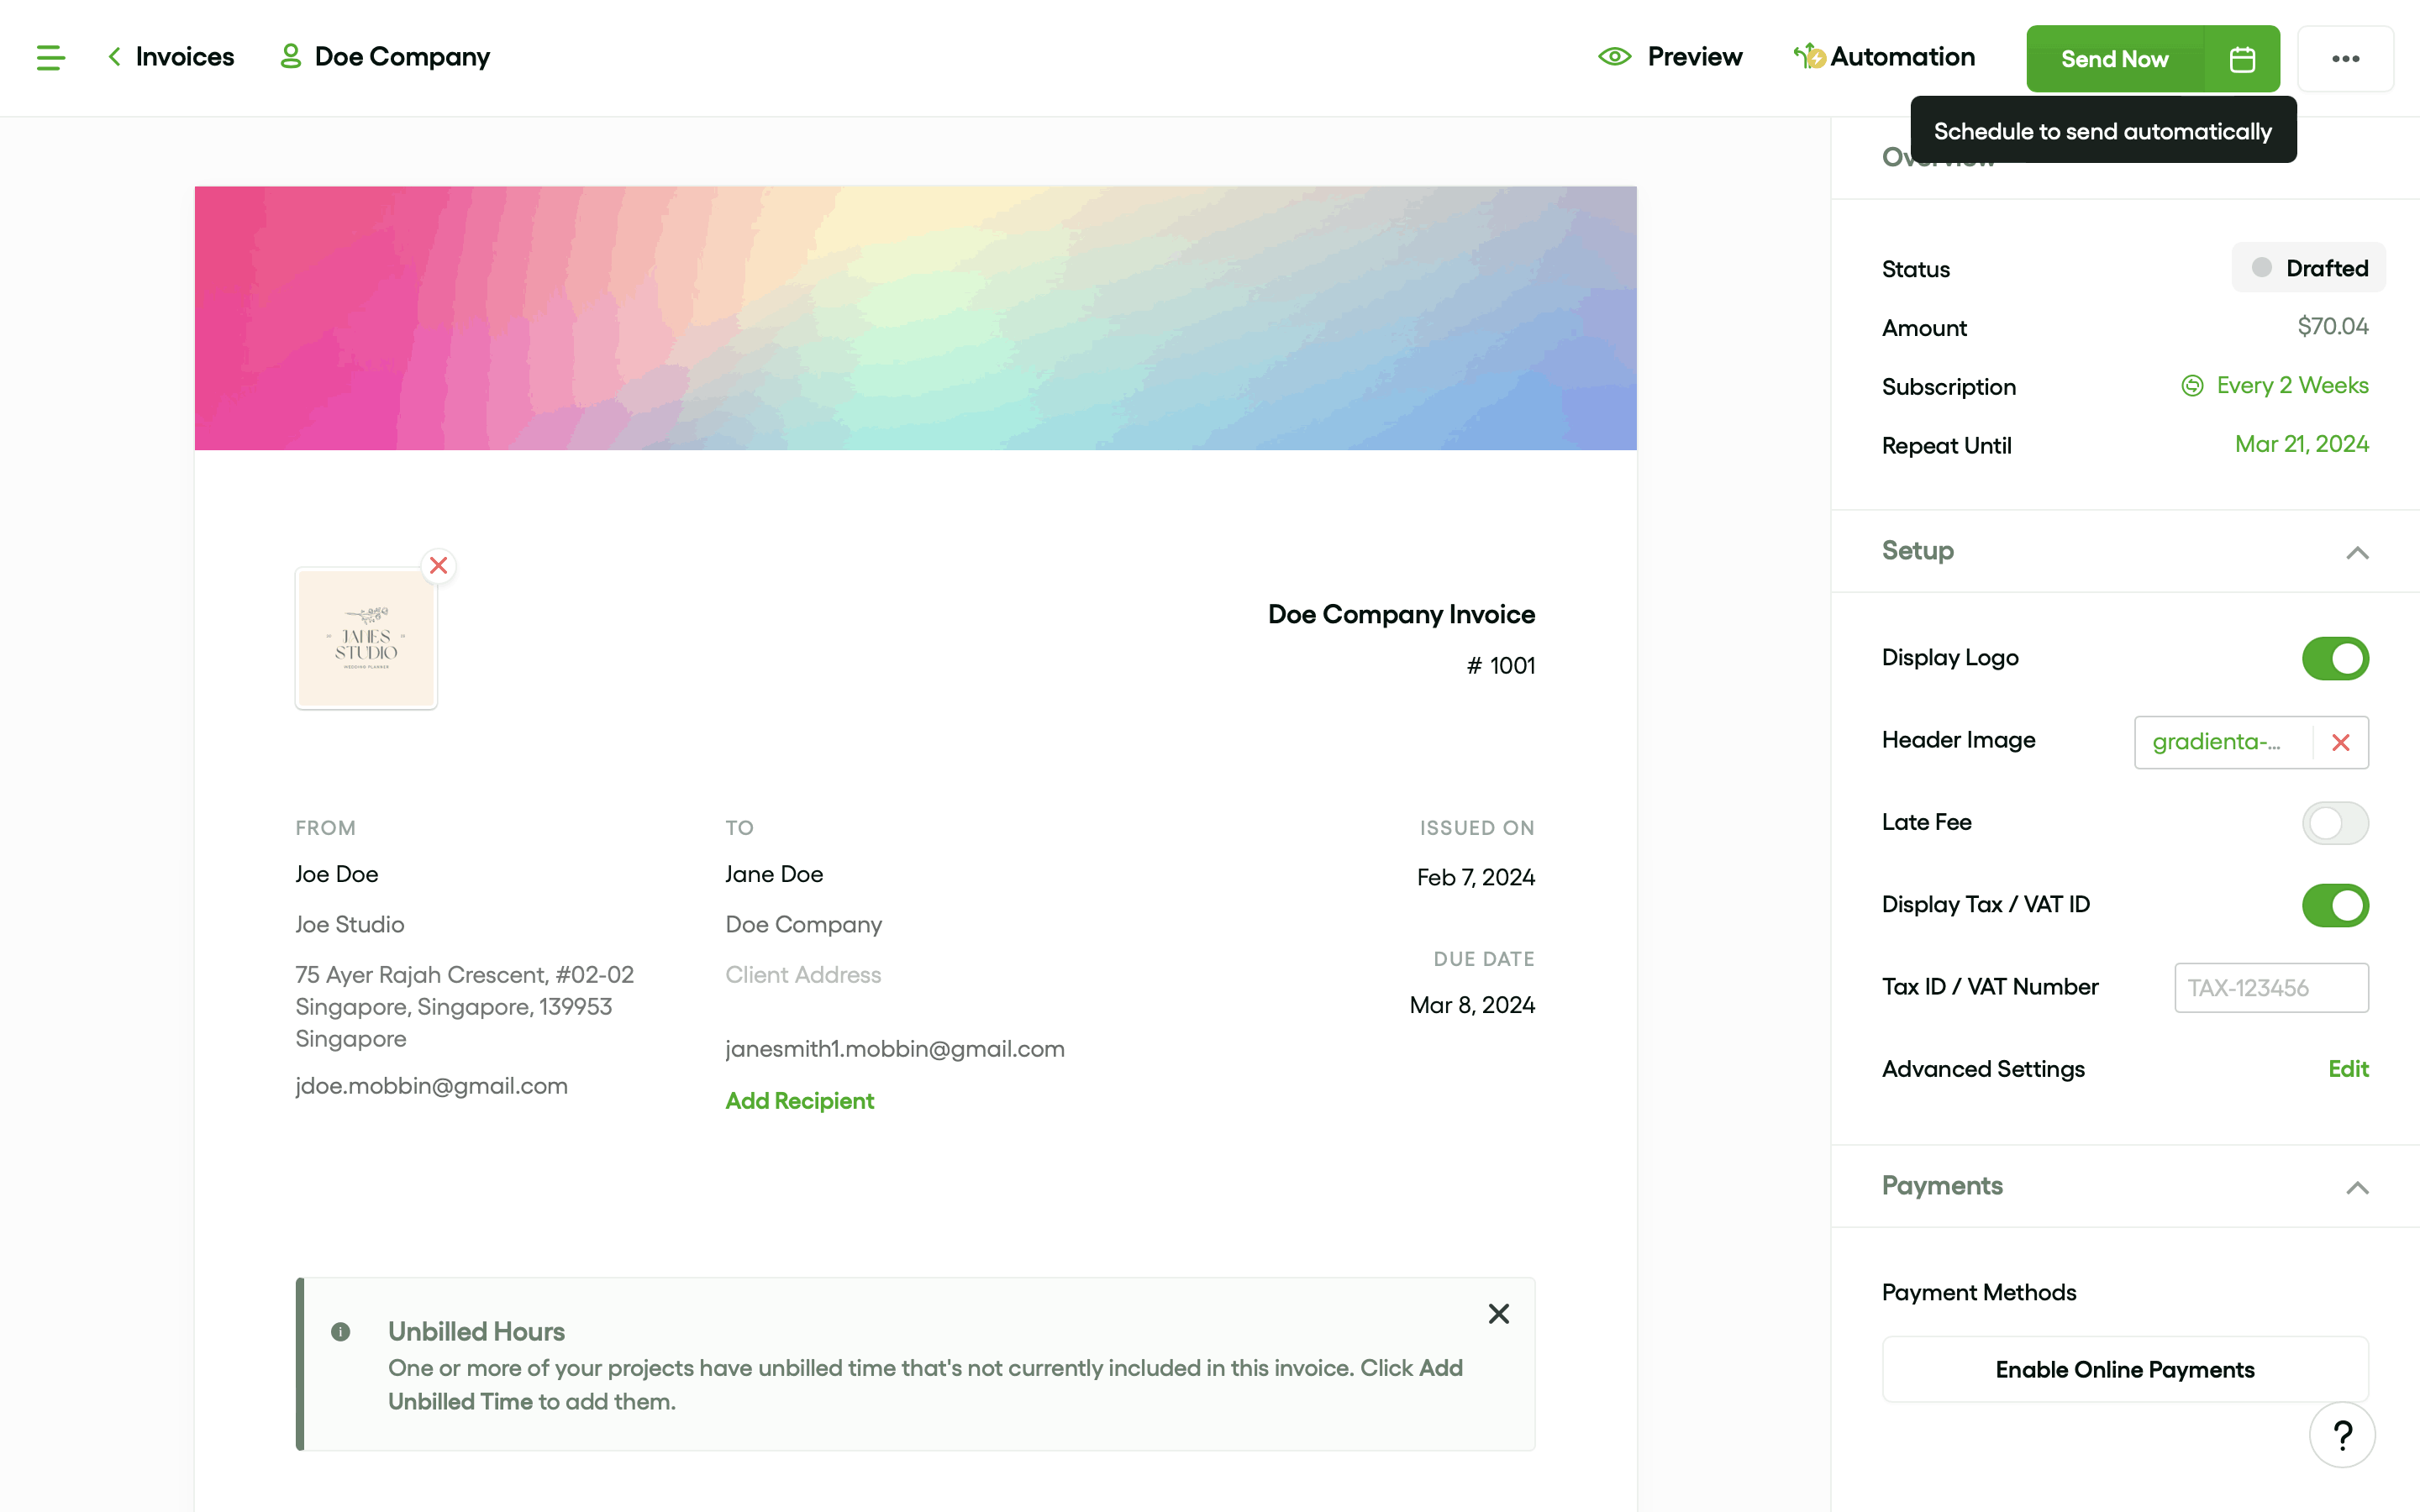 Invoices
Doe Company
Preview
Automation
Send Now
Schedule to send automatically
Status
Drafted
Amount
$70.04
Subscription
Every 2 Weeks
Repeat Until
Mar 21, 2024
Setup
Display Logo
Header Image
gradienta-...
Late Fee
Display Tax / VAT ID
Tax ID / VAT Number
TAX-123456
Advanced Settings
Edit
Payments
Payment Methods
Enable Online Payments
?
JANES
STUDIO
WEDDING PLANNER
Doe Company Invoice
# 1001
FROM
Joe Doe
Joe Studio
75 Ayer Rajah Crescent, #02-02
Singapore, Singapore, 139953
Singapore
jdoe.mobbin@gmail.com
TO
Jane Doe
Doe Company
Client Address
janesmith1.mobbin@gmail.com
Add Recipient
ISSUED ON
Feb 7, 2024
DUE DATE
Mar 8, 2024
Unbilled Hours
One or more of your projects have unbilled time that's not currently included in this invoice. Click Add
Unbilled Time to add them.